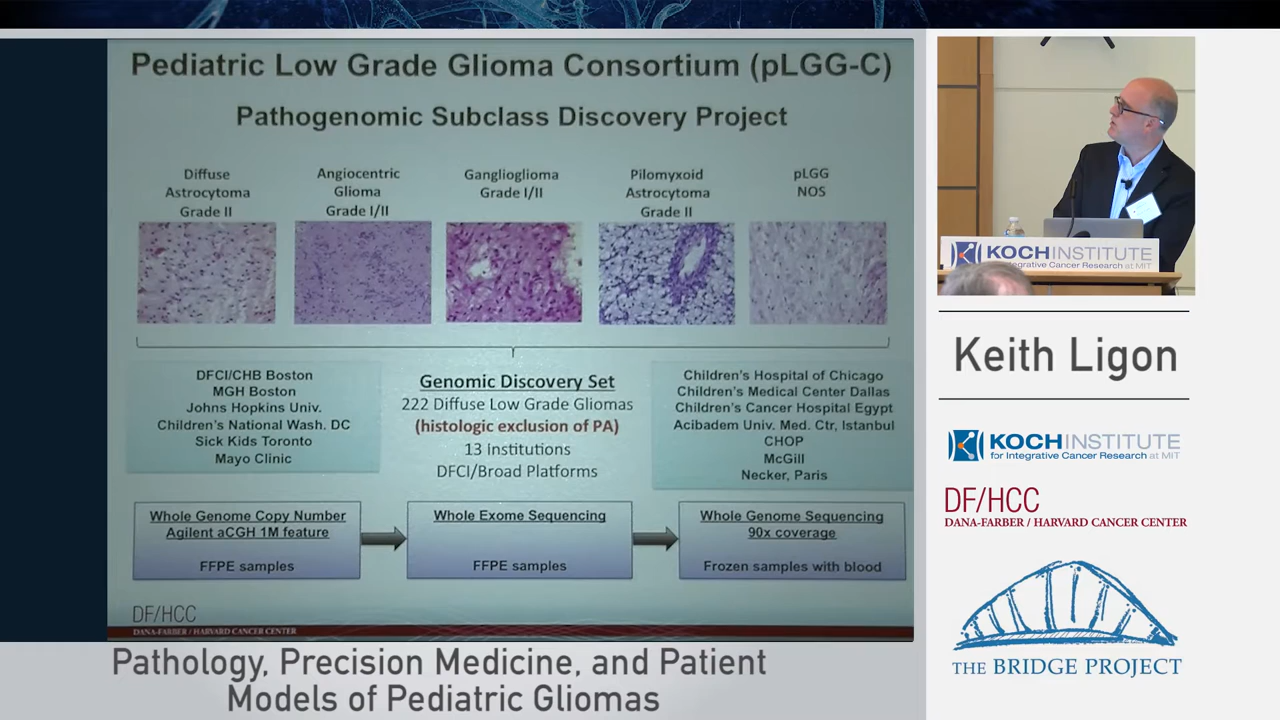 Pediatric Low Grade Glioma Consortium (pLGG-C)
Pathogenomic Subclass Discovery Project
Diffuse
Astrocytoma
Grade II
Angiocentric
Glioma
Grade I/II
Ganglioglioma
Grade I/II
Pilomyxoid
Astrocytoma
Grade II
pLGG
NOS
DFCI/CHB Boston
MGH Boston
Johns Hopkins Univ.
Children's National Wash. DC
Sick Kids Toronto
Mayo Clinic
Genomic Discovery Set
222 Diffuse Low Grade Gliomas
(histologic exclusion of PA)
13 Institutions
DFCI/Broad Platforms
Children's Hospital of Chicago
Children's Medical Center Dallas
Children's Cancer Hospital Egypt
Acibadem Univ. Med. Ctr, Istanbul
CHOP
McGill
Necker, Paris
Whole Genome Copy Number
Agilent aCGH 1M feature
FFPE samples
Whole Exome Sequencing
FFPE samples
Whole Genome Sequencing
90x coverage
Frozen samples with blood
DF/HCC
DANA-FARBER / HARVARD CANCER CENTER
Pathology, Precision Medicine, and Patient
Models of Pediatric Gliomas
KOCH INSTITUTE
for Integrative Cancer Research at MIT
Keith Ligon
KOCH INSTITUTE
for Integrative Cancer Research at MIT
DF/HCC
DANA-FARBER / HARVARD CANCER CENTER
THE BRIDGE PROJECT